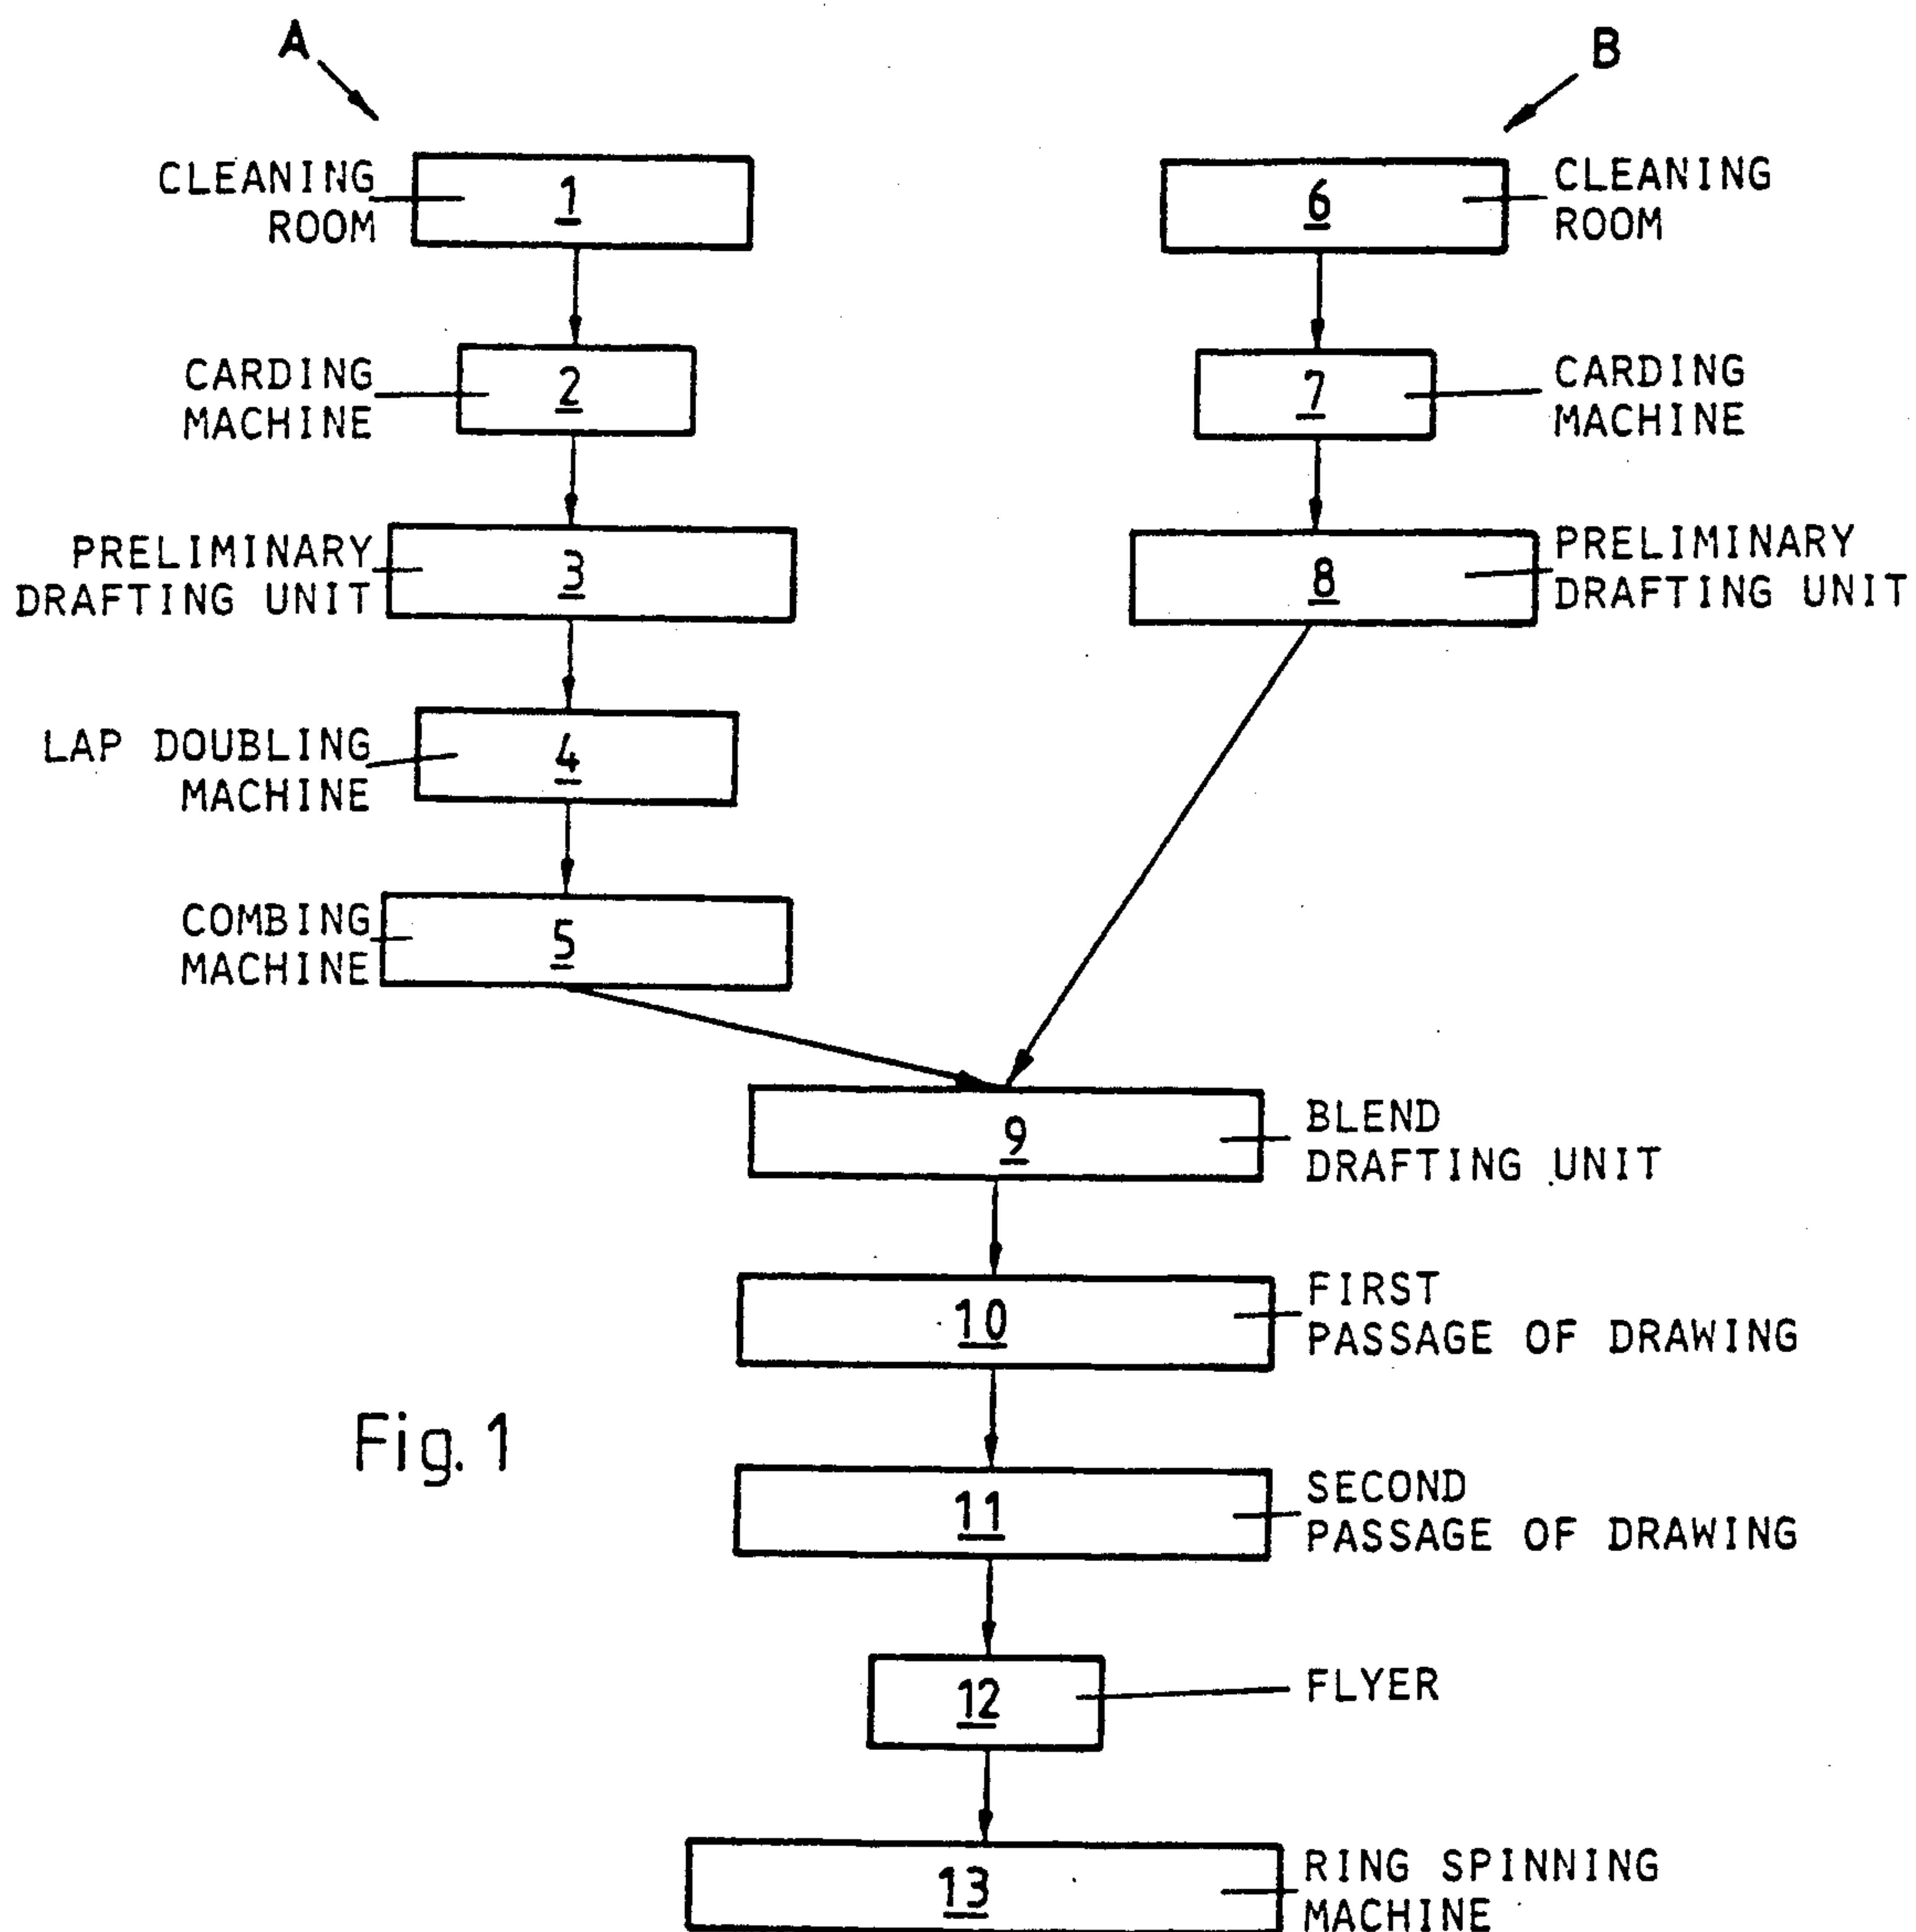 A
B
CLEANING
ROOM
1
6
CLEANING
ROOM
CARDING
MACHINE
2
7
CARDING
MACHINE
PRELIMINARY
DRAFTING UNIT
3
8
PRELIMINARY
DRAFTING UNIT
LAP DOUBLING
MACHINE
4
COMBING
MACHINE
5
9
BLEND
DRAFTING UNIT
10
FIRST
PASSAGE OF DRAWING
Fig. 1
11
SECOND
PASSAGE OF DRAWING
12
FLYER
13
RING SPINNING
MACHINE